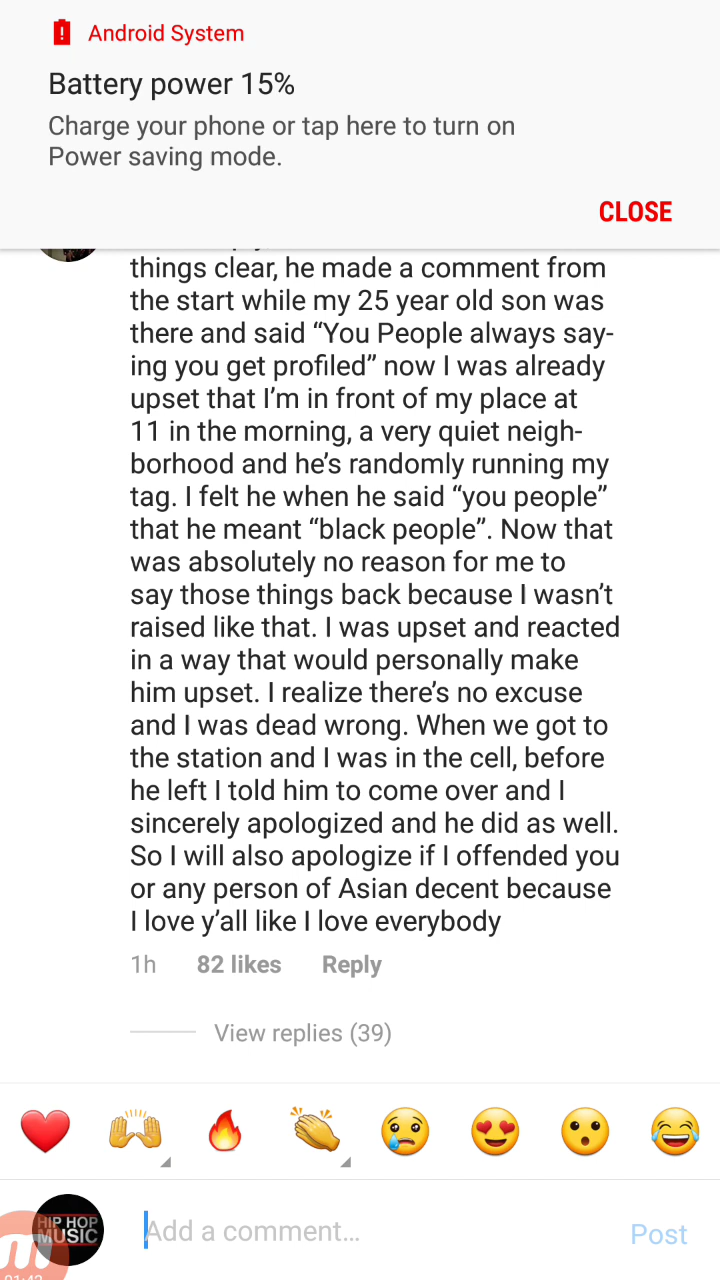 Android System
Battery power 15%
Charge your phone or tap here to turn on
Power saving mode.
CLOSE
things clear, he made a comment from
the start while my 25 year old son was
there and said “You People always say-
ing you get profiled” now I was already
upset that I’m in front of my place at
11 in the morning, a very quiet neigh-
borhood and he’s randomly running my
tag. I felt he when he said “you people”
that he meant “black people”. Now that
was absolutely no reason for me to
say those things back because I wasn’t
raised like that. I was upset and reacted
in a way that would personally make
him upset. I realize there’s no excuse
and I was dead wrong. When we got to
the station and I was in the cell, before
he left I told him to come over and I
sincerely apologized and he did as well.
So I will also apologize if I offended you
or any person of Asian decent because
I love y’all like I love everybody
1h 82 likes Reply
View replies (39)
HIP HOP
MUSIC
Add a comment...
Post
01:42